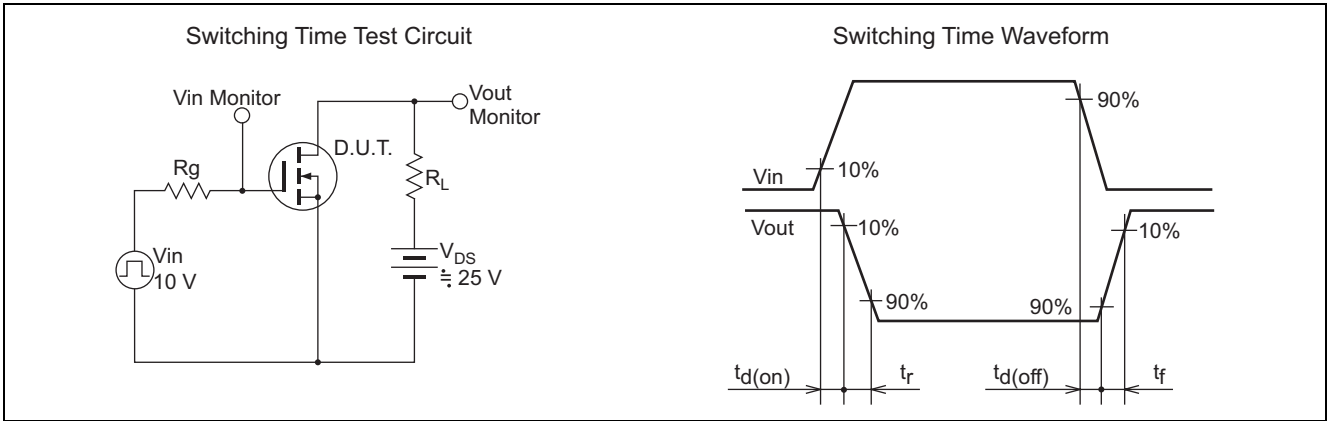 Switching Time Test Circuit
Vin Monitor
Vout
Monitor
D.U.T.
Rg
RL
Vin
10 V
VDS
≒ 25 V
Switching Time Waveform
90%
10%
Vin
Vout
10%
10%
90%
90%
td(on)
tr
td(off)
tf